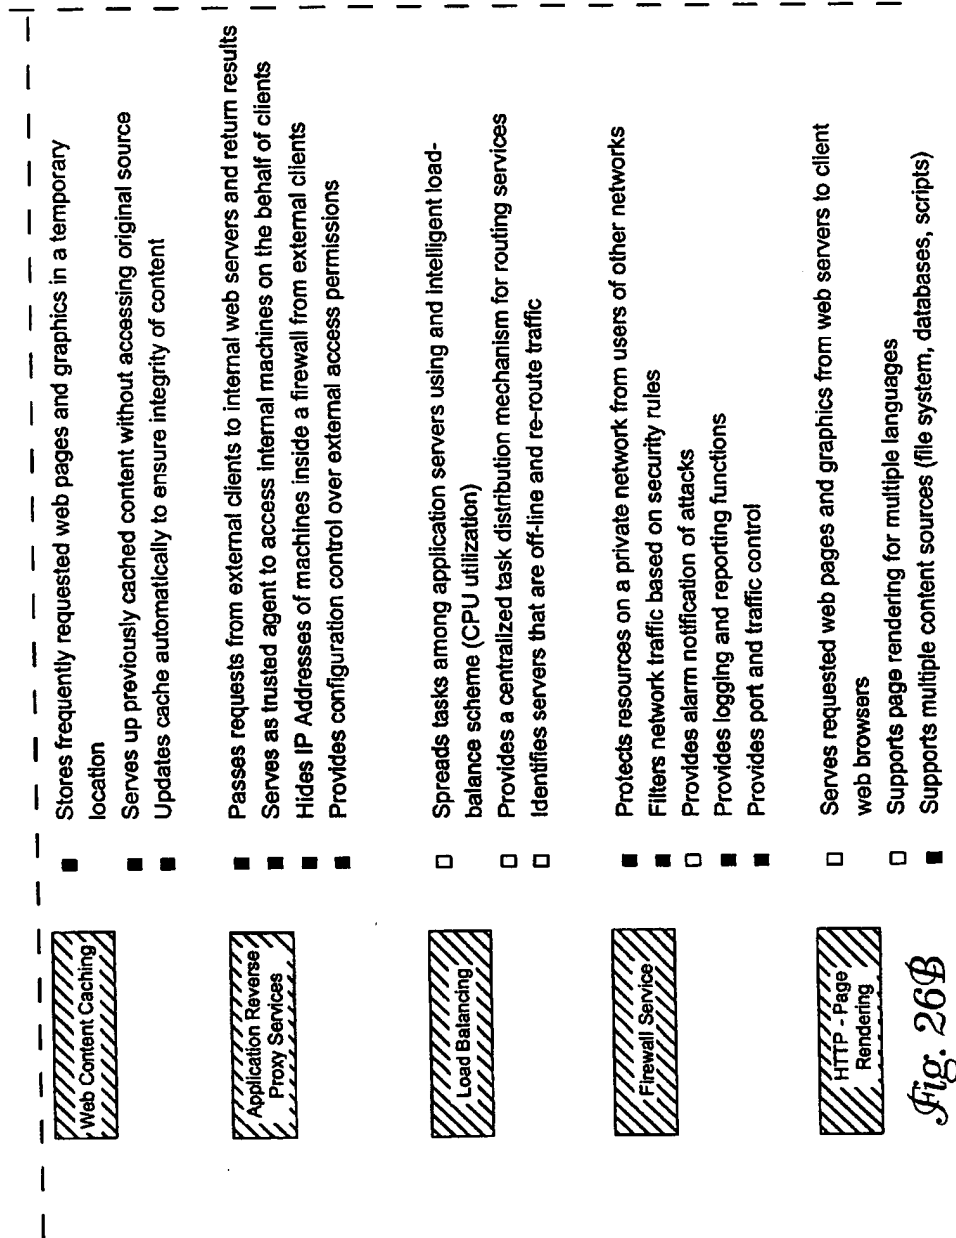 Web Content Caching
■ Stores frequently requested web pages and graphics in a temporary
location
■ Serves up previously cached content without accessing original source
■ Updates cache automatically to ensure integrity of content
Application Reverse
Proxy Services
■ Passes requests from external clients to internal web servers and return results
■ Serves as trusted agent to access internal machines on the behalf of clients
■ Hides IP Addresses of machines inside a firewall from external clients
■ Provides configuration control over external access permissions
Load Balancing
□ Spreads tasks among application servers using and intelligent load-
balance scheme (CPU utilization)
□ Provides a centralized task distribution mechanism for routing services
□ Identifies servers that are off-line and re-route traffic
Firewall Service
■ Protects resources on a private network from users of other networks
■ Filters network traffic based on security rules
□ Provides alarm notification of attacks
■ Provides logging and reporting functions
■ Provides port and traffic control
HTTP - Page
Rendering
□ Serves requested web pages and graphics from web servers to client
web browsers
□ Supports page rendering for multiple languages
■ Supports multiple content sources (file system, databases, scripts)
Fig. 26B